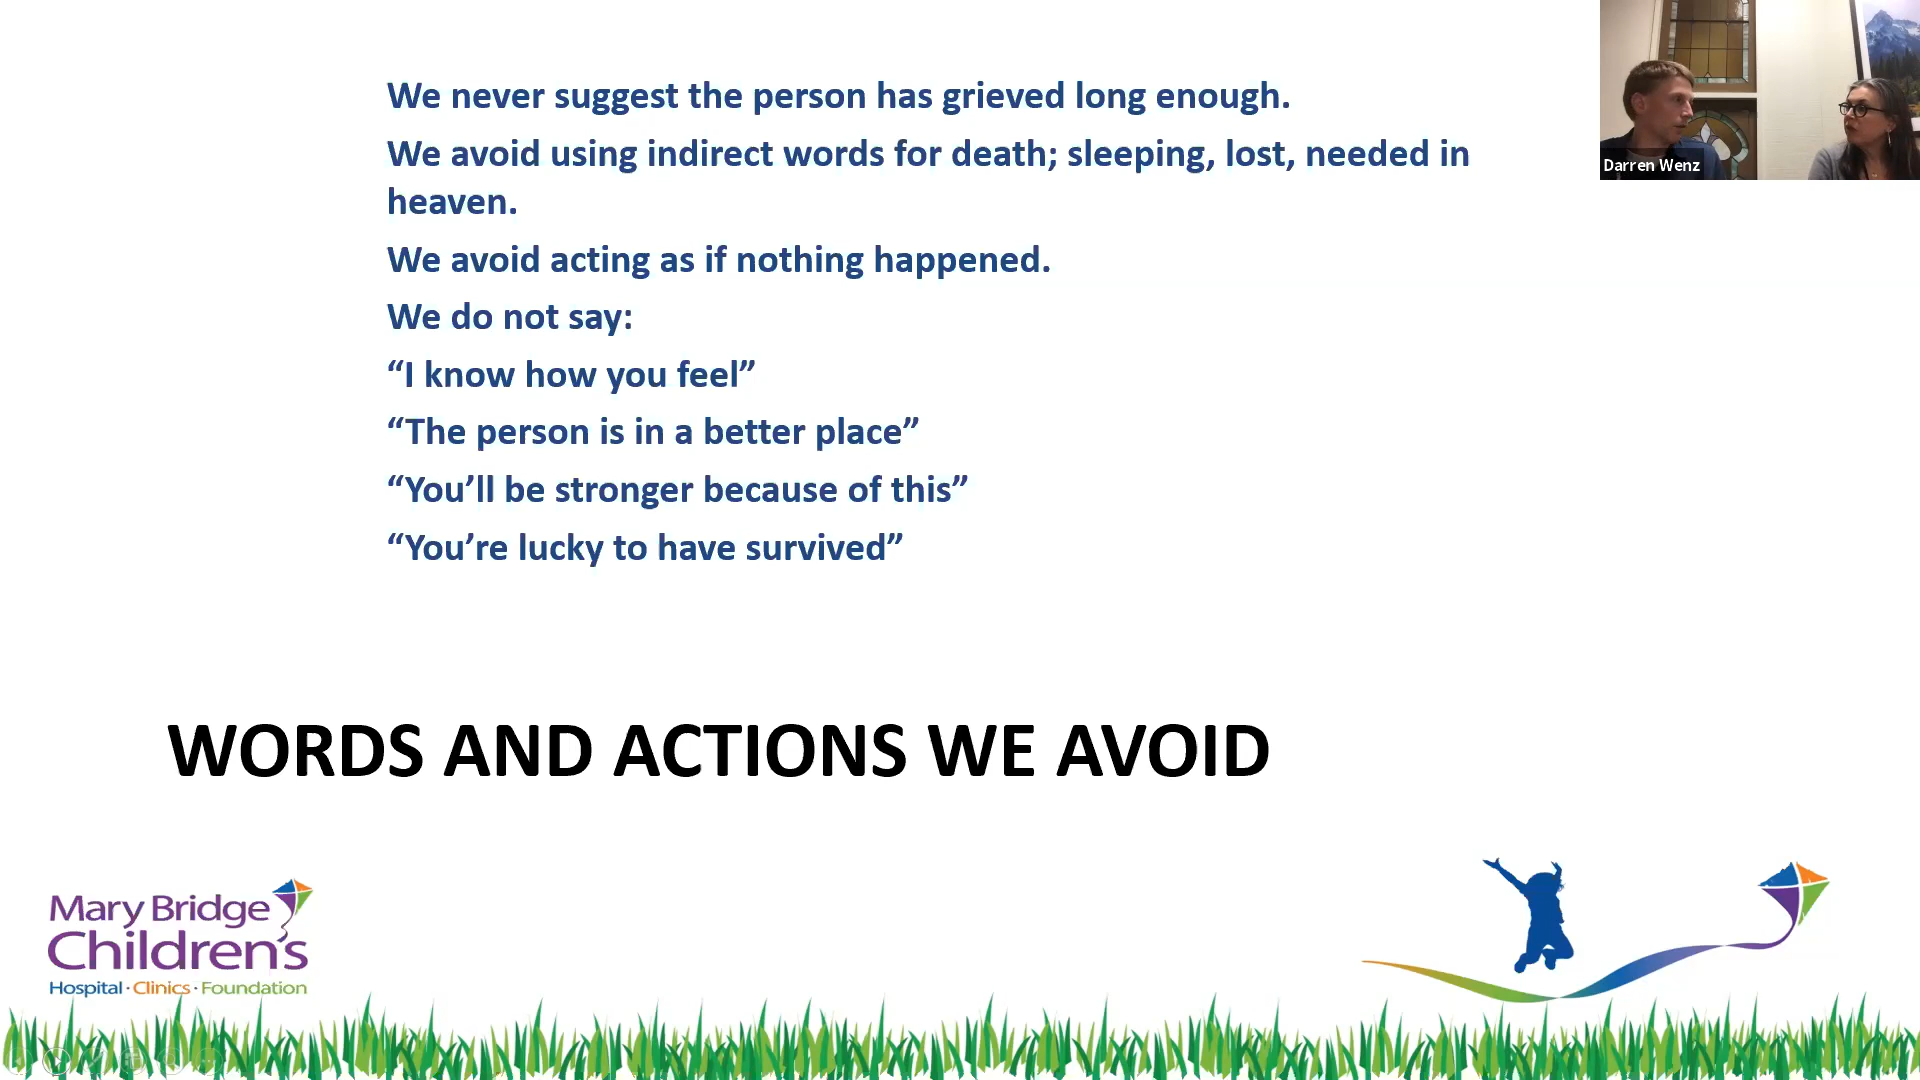 We never suggest the person has grieved long enough.
We avoid using indirect words for death; sleeping, lost, needed in
heaven.
We avoid acting as if nothing happened.
We do not say:
“I know how you feel”
“The person is in a better place”
“You’ll be stronger because of this”
“You’re lucky to have survived”
WORDS AND ACTIONS WE AVOID
Darren Wenz
Mary Bridge
Children's
Hospital · Clinics · Foundation